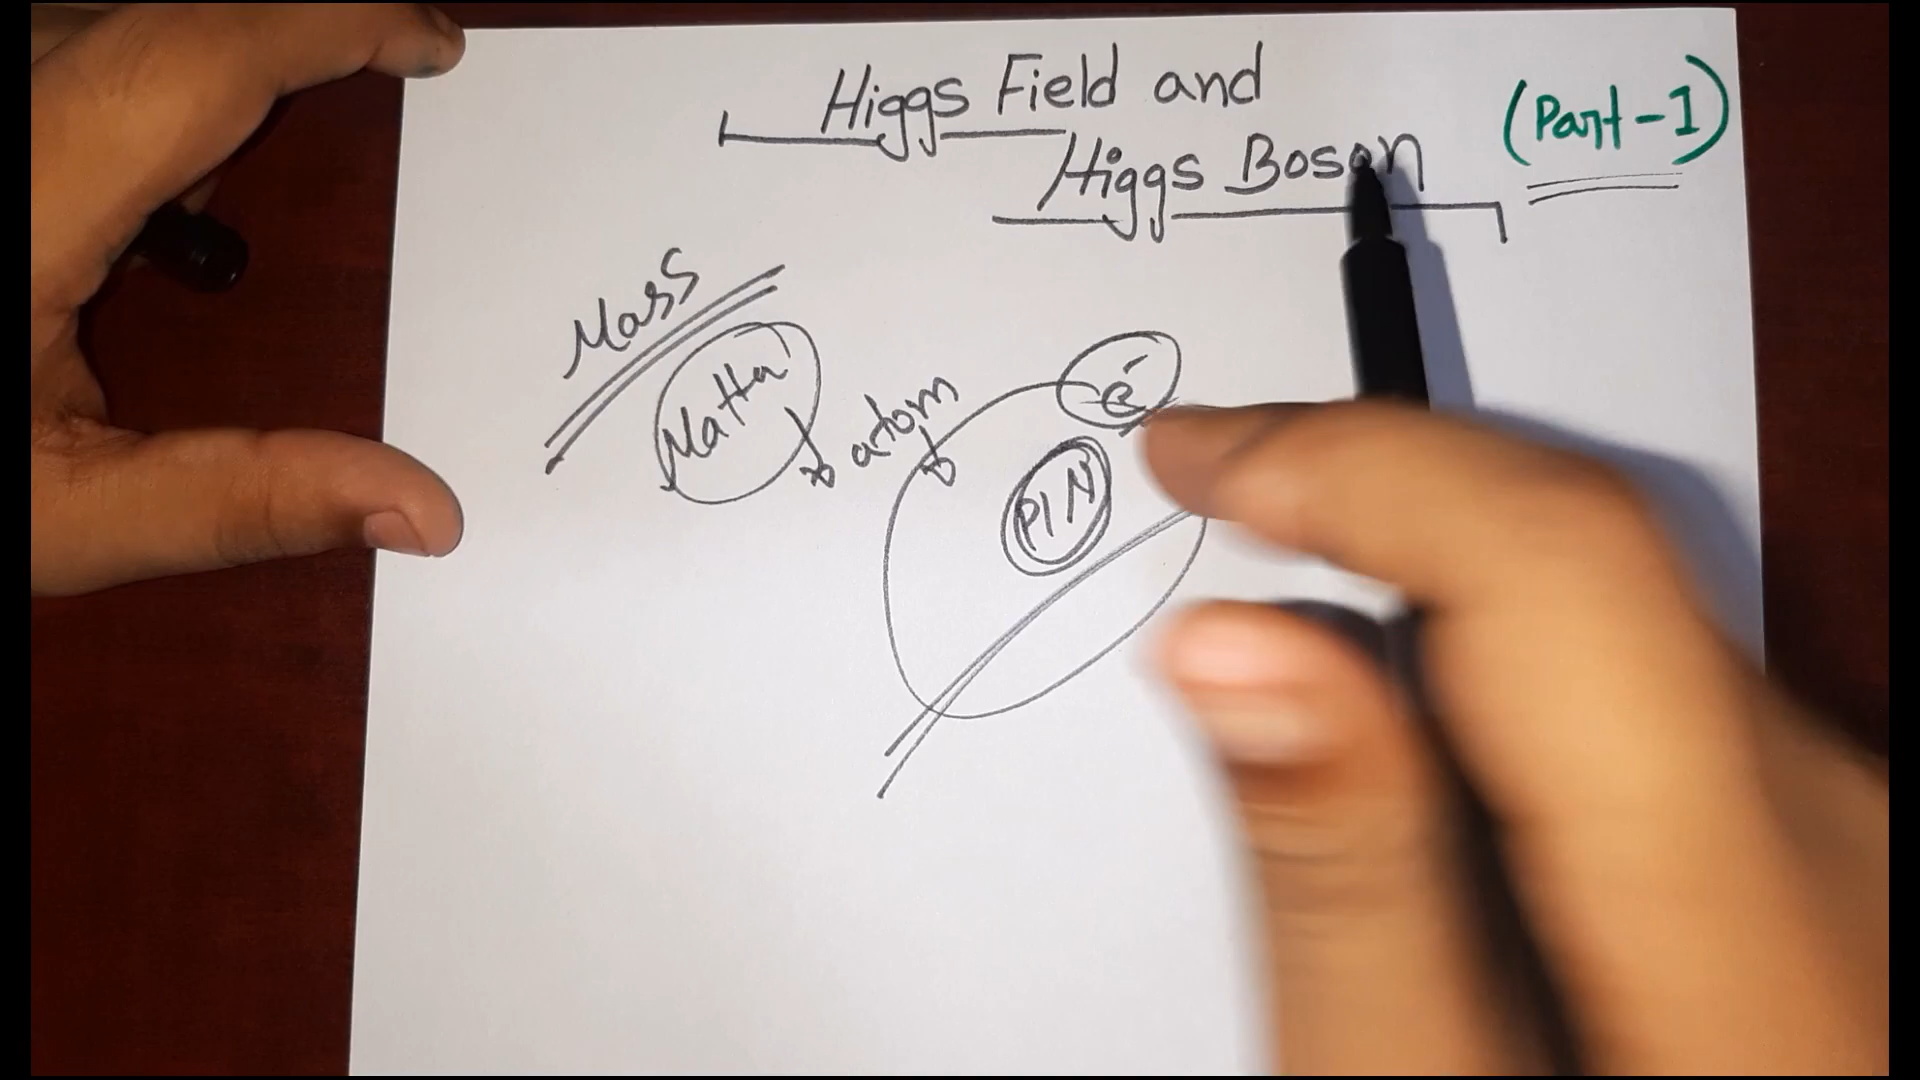 Higgs Field and
Higgs Boson
(Part-1)
Mass
Matter
atom
e-
P/N